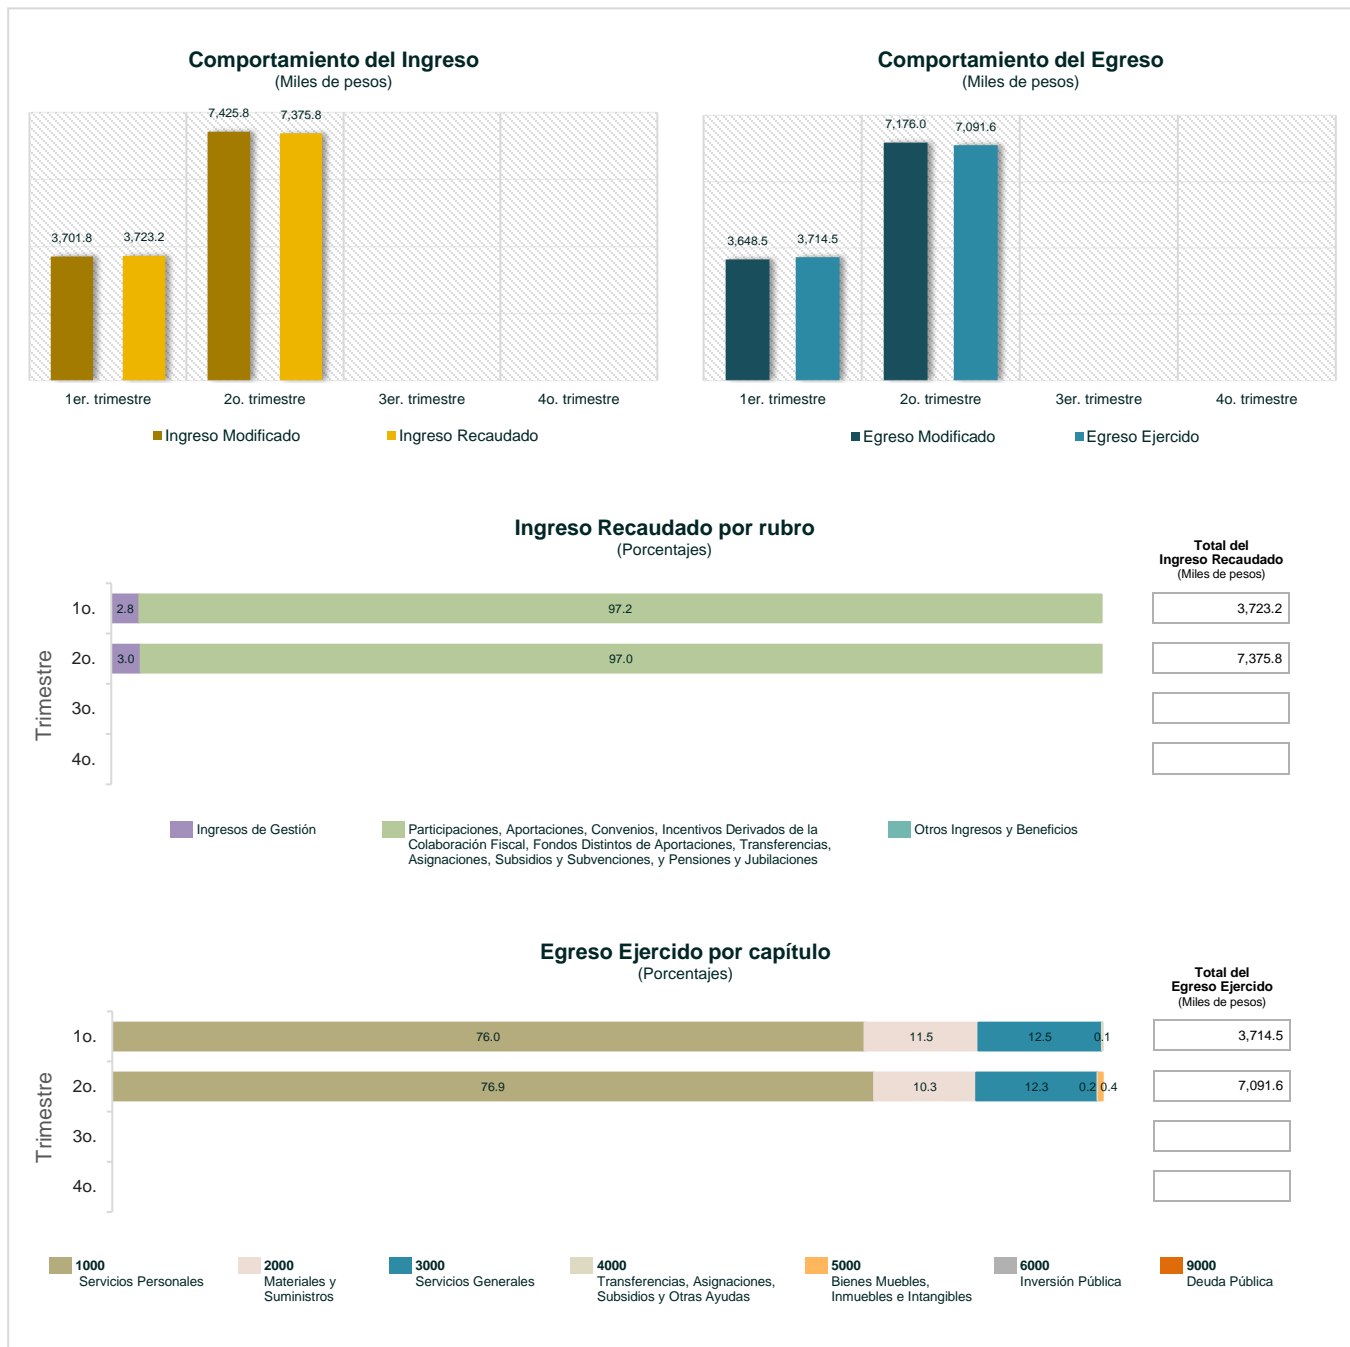 Comportamiento del Ingreso
(Miles de pesos)
7,425.8
7,375.8
3,701.8
3,723.2
1er. trimestre
2o. trimestre
3er. trimestre
4o. trimestre
Ingreso Modificado
Ingreso Recaudado
Comportamiento del Egreso
(Miles de pesos)
7,176.0
7,091.6
3,648.5
3,714.5
1er. trimestre
2o. trimestre
3er. trimestre
4o. trimestre
Egreso Modificado
Egreso Ejercido
Ingreso Recaudado por rubro
(Porcentajes)
Total del
Ingreso Recaudado
(Miles de pesos)
Trimestre
1o.
2.8
97.2
3,723.2
2o.
3.0
97.0
7,375.8
3o.
4o.
Ingresos de Gestión
Participaciones, Aportaciones, Convenios, Incentivos Derivados de la
Colaboración Fiscal, Fondos Distintos de Aportaciones, Transferencias,
Asignaciones, Subsidios y Subvenciones, y Pensiones y Jubilaciones
Otros Ingresos y Beneficios
Egreso Ejercido por capítulo
(Porcentajes)
Total del
Egreso Ejercido
(Miles de pesos)
Trimestre
1o.
76.0
11.5
12.5
0.1
3,714.5
2o.
76.9
10.3
12.3
0.2
0.4
7,091.6
3o.
4o.
1000
Servicios Personales
2000
Materiales y
Suministros
3000
Servicios Generales
4000
Transferencias, Asignaciones,
Subsidios y Otras Ayudas
5000
Bienes Muebles,
Inmuebles e Intangibles
6000
Inversión Pública
9000
Deuda Pública